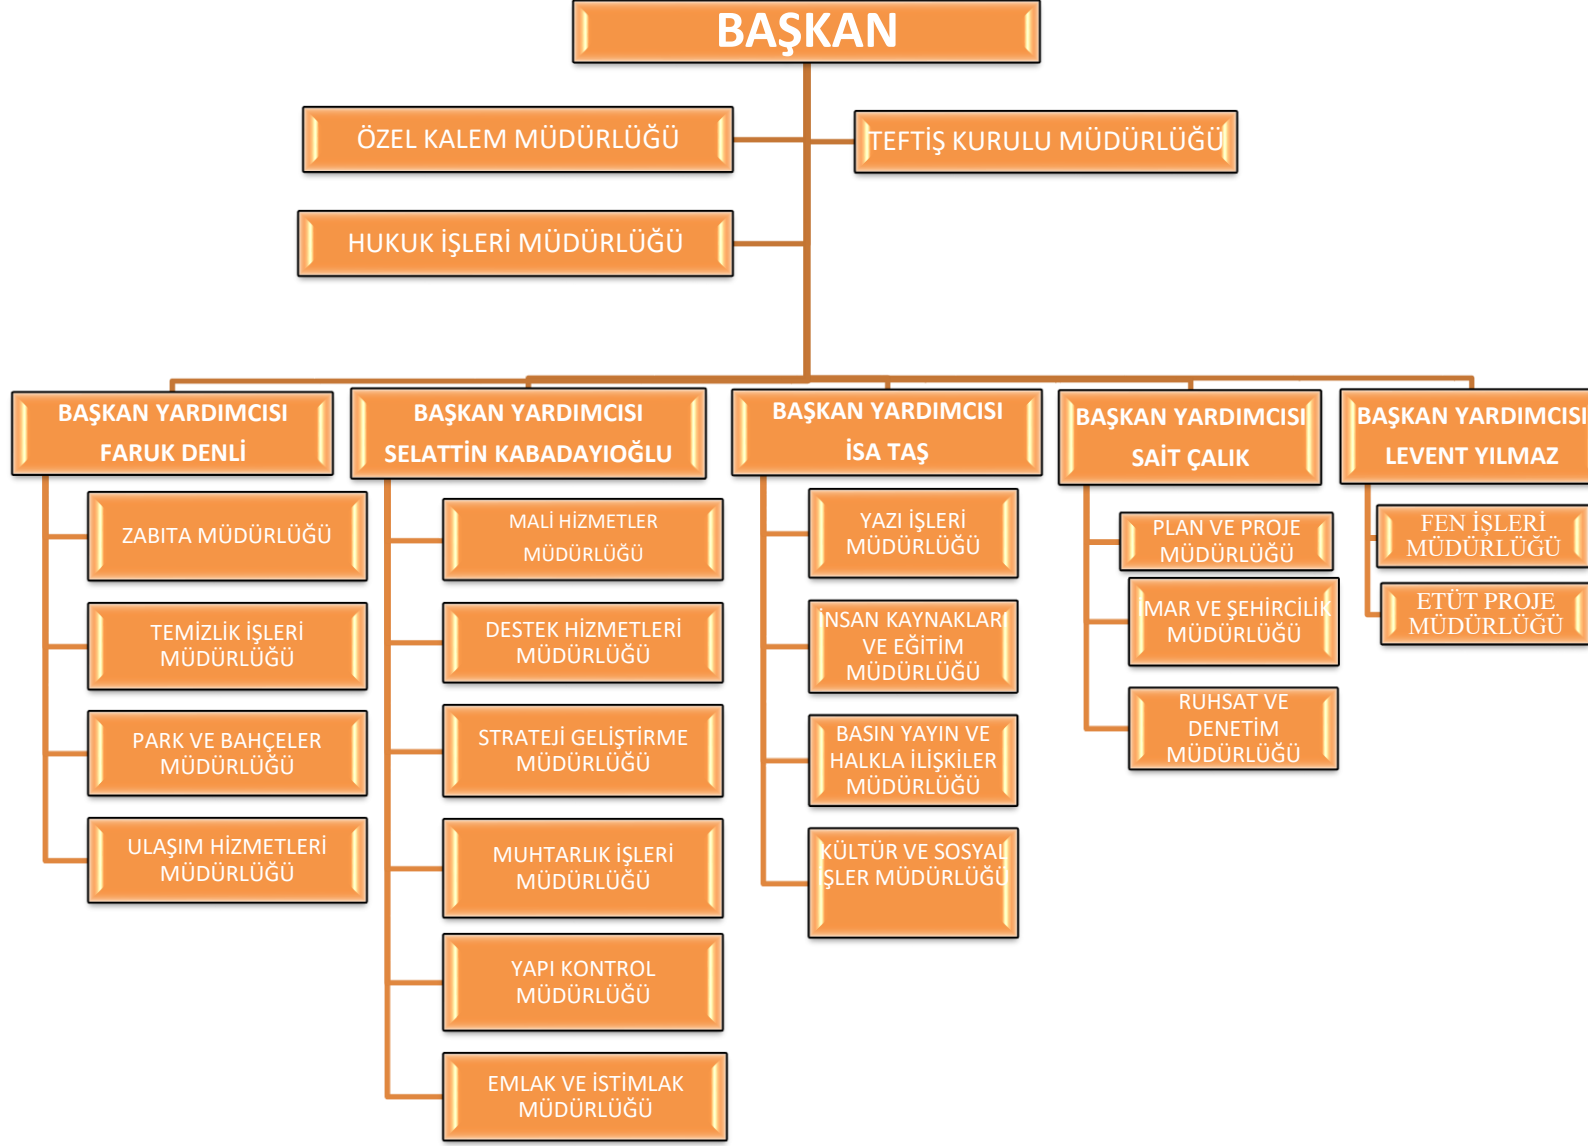 BAŞKAN
ÖZEL KALEM MÜDÜRLÜĞÜ
TEFTİŞ KURULU MÜDÜRLÜĞÜ
HUKUK İŞLERİ MÜDÜRLÜĞÜ
BAŞKAN YARDIMCISI
FARUK DENLİ
ZABITA MÜDÜRLÜĞÜ
TEMİZLİK İŞLERİ
MÜDÜRLÜĞÜ
PARK VE BAHÇELER
MÜDÜRLÜĞÜ
ULAŞIM HİZMETLERİ
MÜDÜRLÜĞÜ
BAŞKAN YARDIMCISI
SELATTİN KABADAYIOĞLU
MALİ HİZMETLER
MÜDÜRLÜĞÜ
DESTEK HİZMETLERİ
MÜDÜRLÜĞÜ
STRATEJİ GELİŞTİRME
MÜDÜRLÜĞÜ
MUHTARLIK İŞLERİ
MÜDÜRLÜĞÜ
YAPI KONTROL
MÜDÜRLÜĞÜ
EMLAK VE İSTİMLAK
MÜDÜRLÜĞÜ
BAŞKAN YARDIMCISI
İSA TAŞ
YAZI İŞLERİ
MÜDÜRLÜĞÜ
İNSAN KAYNAKLARI
VE EĞİTİM
MÜDÜRLÜĞÜ
BASIN YAYIN VE
HALKLA İLİŞKİLER
MÜDÜRLÜĞÜ
KÜLTÜR VE SOSYAL
İŞLER MÜDÜRLÜĞÜ
BAŞKAN YARDIMCISI
SAİT ÇALIK
PLAN VE PROJE
MÜDÜRLÜĞÜ
İMAR VE ŞEHİRCİLİK
MÜDÜRLÜĞÜ
RUHSAT VE
DENETİM
MÜDÜRLÜĞÜ
BAŞKAN YARDIMCISI
LEVENT YILMAZ
FEN İŞLERİ
MÜDÜRLÜĞÜ
ETÜT PROJE
MÜDÜRLÜĞÜ